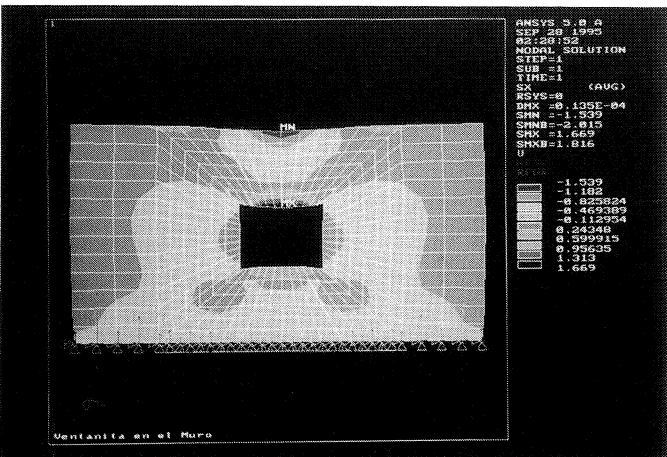 1
ANSYS 5.0 A
SEP 28 1995
02:28:52
NODAL SOLUTION
STEP=1
SUB =1
TIME=1
SX (AVG)
RSYS=0
DMX =0.135E-04
SMN =-1.539
SMNB=-2.015
SMX =1.669
SMXB=1.816
U
-1.539
-1.182
-0.825824
-0.469389
-0.112954
0.24348
0.599915
0.95635
1.313
1.669
MN
MX
Ventanita en el Muro